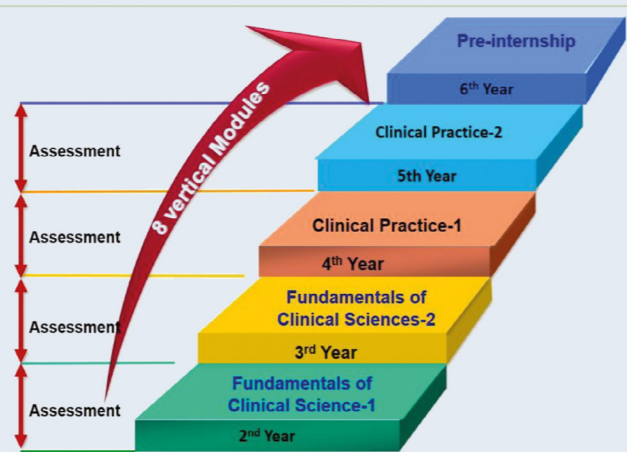 Pre-internship
6th Year
Clinical Practice-2
5th Year
Clinical Practice-1
4th Year
Fundamentals of
Clinical Sciences-2
3rd Year
Fundamentals of
Clinical Science-1
2nd Year
8 vertical Modules
Assessment
Assessment
Assessment
Assessment